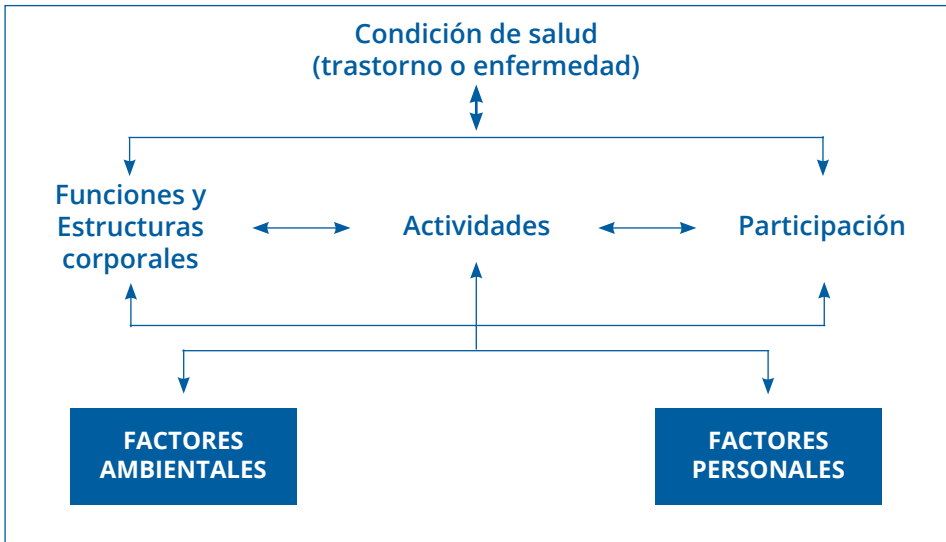 Condición de salud
(trastorno o enfermedad)
Funciones y
Estructuras
corporales
Actividades
Participación
FACTORES
AMBIENTALES
FACTORES
PERSONALES